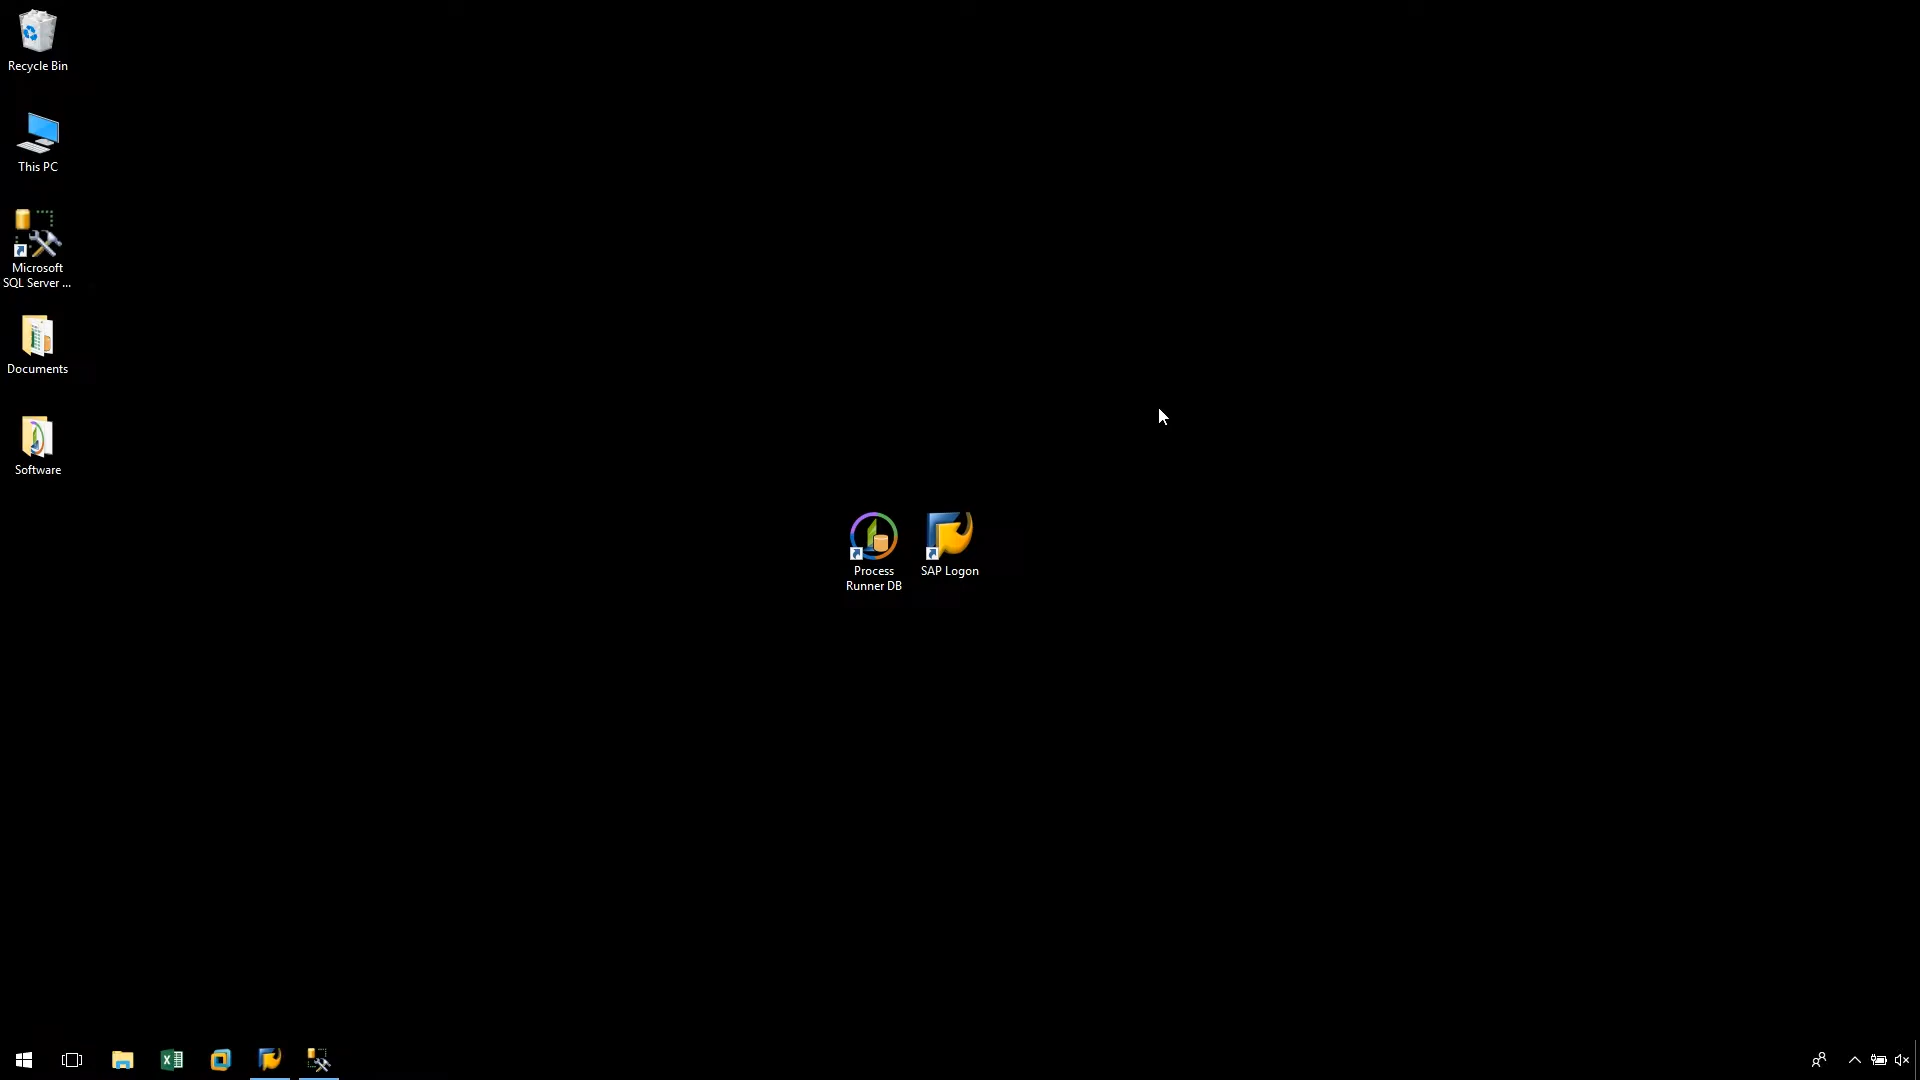 Recycle Bin
This PC
Microsoft
SQL Server ...
Documents
Software
Process
Runner DB
SAP Logon